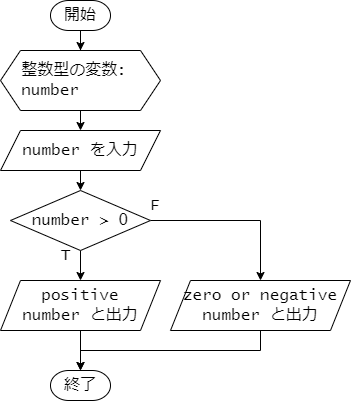 開始
整数型の変数:
number
number を入力
number > 0
F
T
positive
number と出力
zero or negative
number と出力
終了